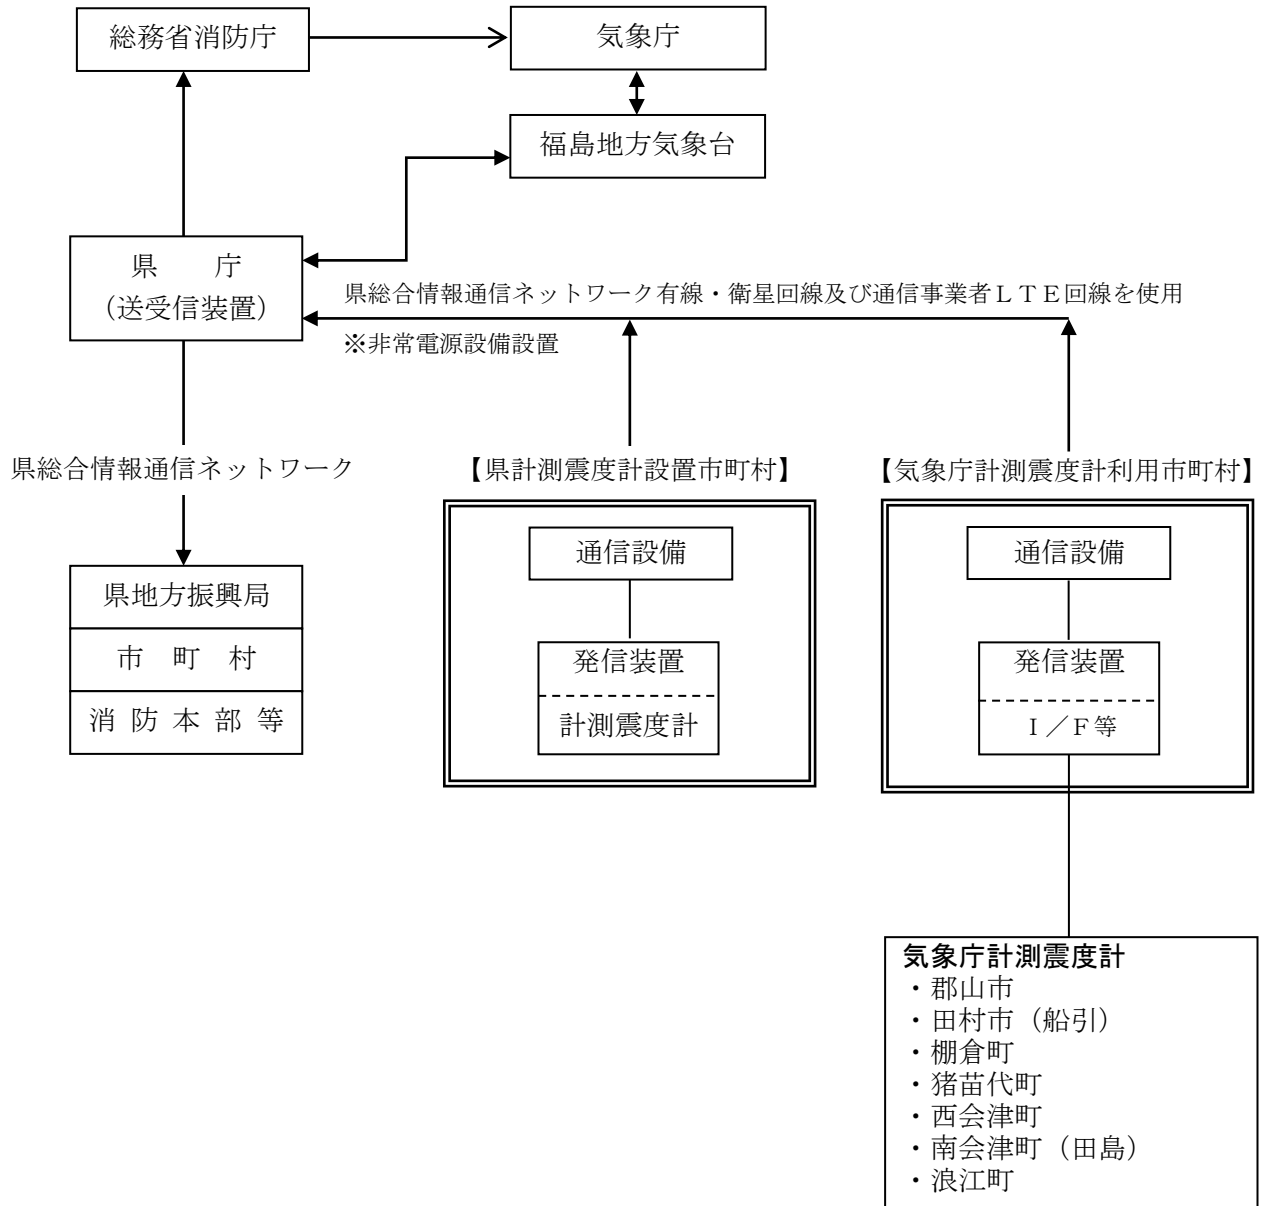 総務省消防庁
気象庁
福島地方気象台
県　　庁
（送受信装置）
県総合情報通信ネットワーク有線・衛星回線及び通信事業者ＬＴＥ回線を使用
※非常電源設備設置
県総合情報通信ネットワーク
【県計測震度計設置市町村】
【気象庁計測震度計利用市町村】
県地方振興局
市　町　村
消 防 本 部 等
通信設備
発信装置
計測震度計
通信設備
発信装置
Ｉ／Ｆ等
気象庁計測震度計
・郡山市
・田村市（船引）
・棚倉町
・猪苗代町
・西会津町
・南会津町（田島）
・浪江町